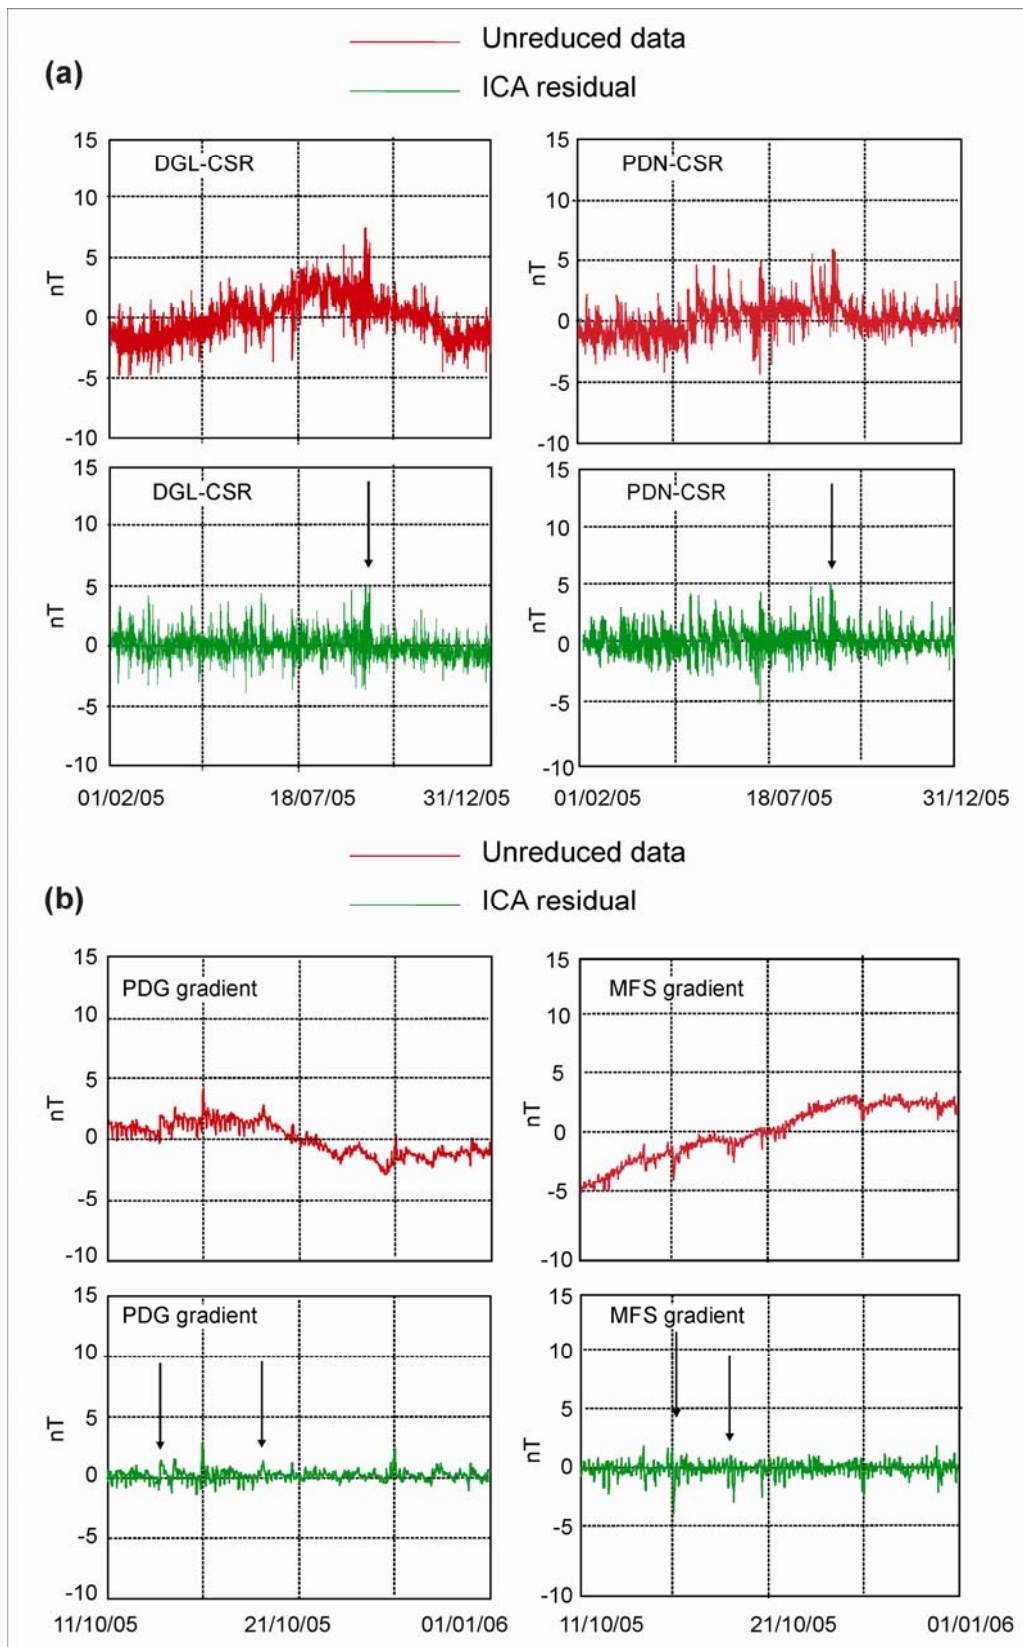 Unreduced data
(a)
ICA residual
15
10
5
0
-5
-10
nT
DGL-CSR
15
10
5
0
-5
-10
nT
PDN-CSR
15
10
5
0
-5
-10
nT
DGL-CSR
01/02/05 18/07/05 31/12/05
15
10
5
0
-5
-10
nT
PDN-CSR
01/02/05 18/07/05 31/12/05
Unreduced data
(b)
ICA residual
15
10
5
0
-5
-10
nT
PDG gradient
15
10
5
0
-5
-10
nT
MFS gradient
15
10
5
0
-5
-10
nT
PDG gradient
11/10/05 21/10/05 01/01/06
15
10
5
0
-5
-10
nT
MFS gradient
11/10/05 21/10/05 01/01/06